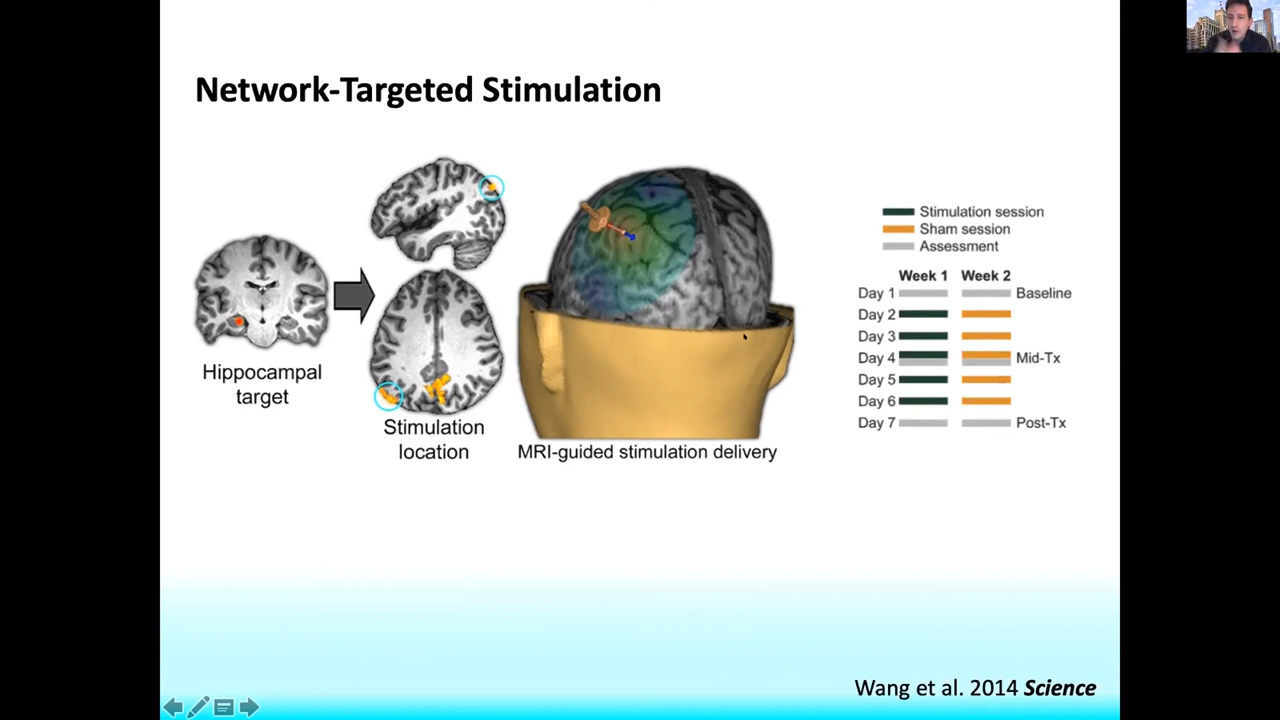 Network-Targeted Stimulation
Hippocampal
target
Stimulation
location
MRI-guided stimulation delivery
Stimulation session
Sham session
Assessment
Week 1 Week 2
Day 1 Baseline
Day 2
Day 3
Day 4 Mid-Tx
Day 5
Day 6
Day 7 Post-Tx
Wang et al. 2014 Science